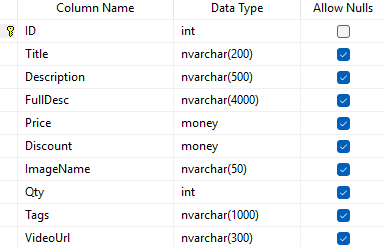 Column Name Data Type Allow Nulls
ID int
Title nvarchar(200)
Description nvarchar(500)
FullDesc nvarchar(4000)
Price money
Discount money
ImageName nvarchar(50)
Qty int
Tags nvarchar(1000)
VideoUrl nvarchar(300)